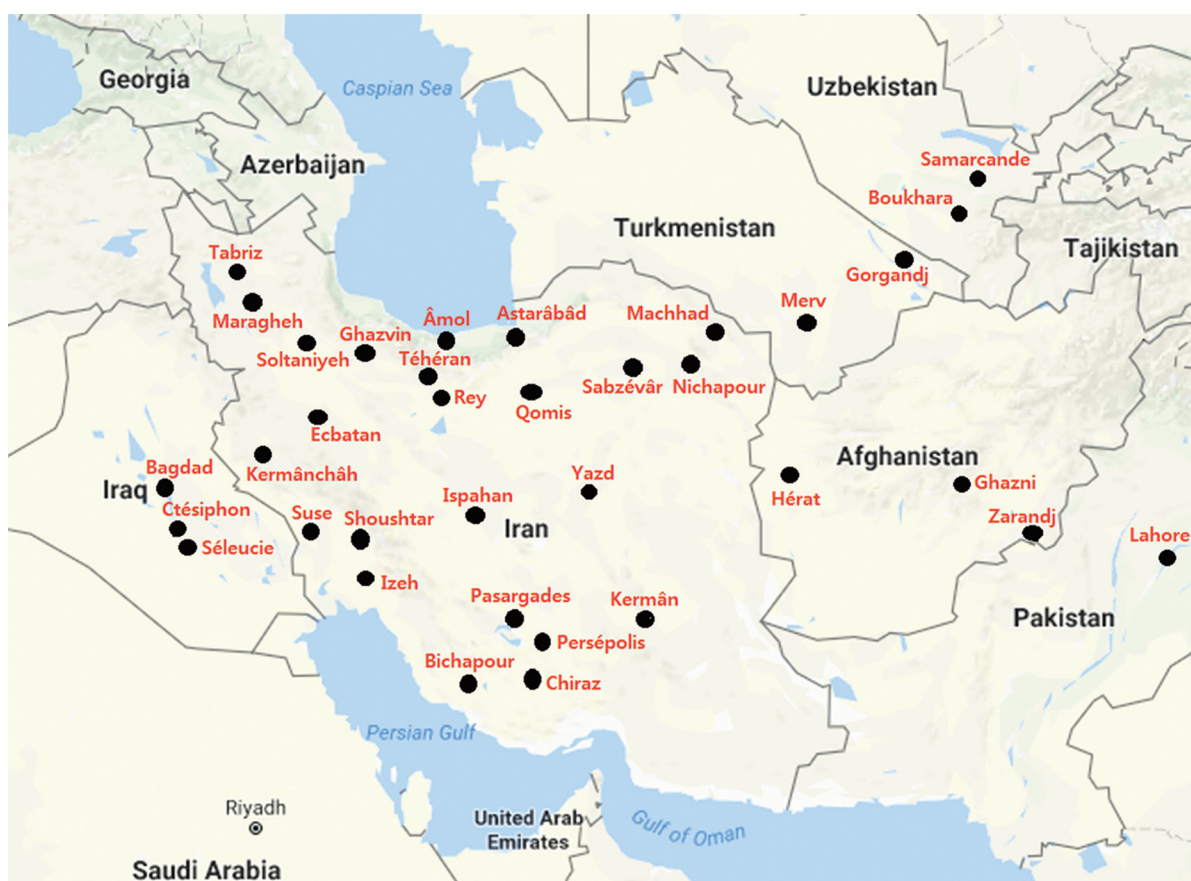 Georgia
Caspian Sea
Uzbekistan
Azerbaijan
Samarcande
Boukhara
Turkmenistan
Tajikistan
Tabriz
Gorgandj
Maragheh
Merv
Âmol
Astarâbâd
Machhad
Ghazvin
Soltaniyeh
Téhéran
Sabzévâr
Nichapour
Rey
Qomis
Ecbatan
Afghanistan
Kermânchâh
Bagdad
Yazd
Iraq
Ispahan
Hérat
Ghazni
Ctésiphon
Suse
Shoushtar
Zarandj
Iran
Lahore
Séleucie
Izeh
Pasargades
Kermân
Pakistan
Persépolis
Bichapour
Chiraz
Persian Gulf
Riyadh
United Arab
Emirates
Gulf of Oman
Saudi Arabia